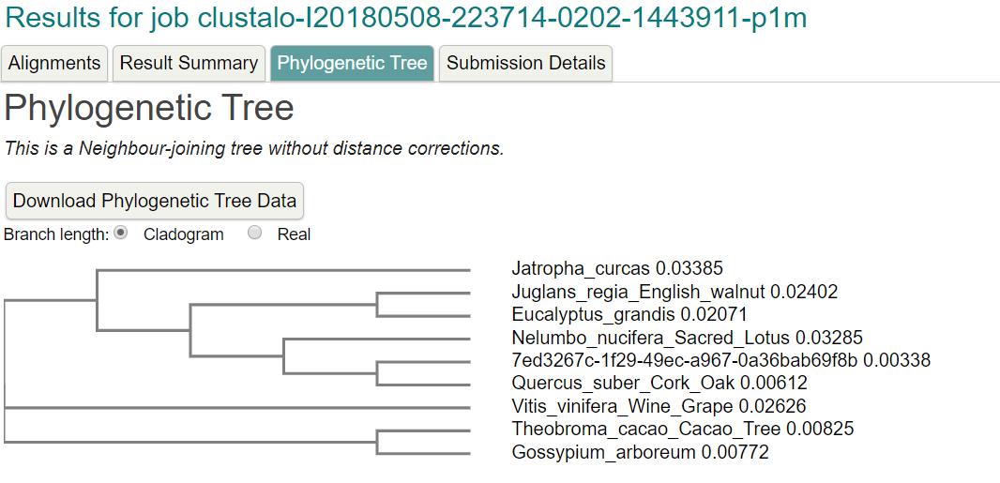 Results for job clustalo-I20180508-223714-0202-1443911-p1m
Alignments Result Summary Phylogenetic Tree Submission Details
Phylogenetic Tree
This is a Neighbour-joining tree without distance corrections.
Download Phylogenetic Tree Data
Branch length: Cladogram Real
Jatropha_curcas 0.03385
Juglans_regia_English_walnut 0.02402
Eucalyptus_grandis 0.02071
Nelumbo_nucifera_Sacred_Lotus 0.03285
7ed3267c-1f29-49ec-a967-0a36bab69f8b 0.00338
Quercus_suber_Cork_Oak 0.00612
Vitis_vinifera_Wine_Grape 0.02626
Theobroma_cacao_Cacao_Tree 0.00825
Gossypium_arboreum 0.00772